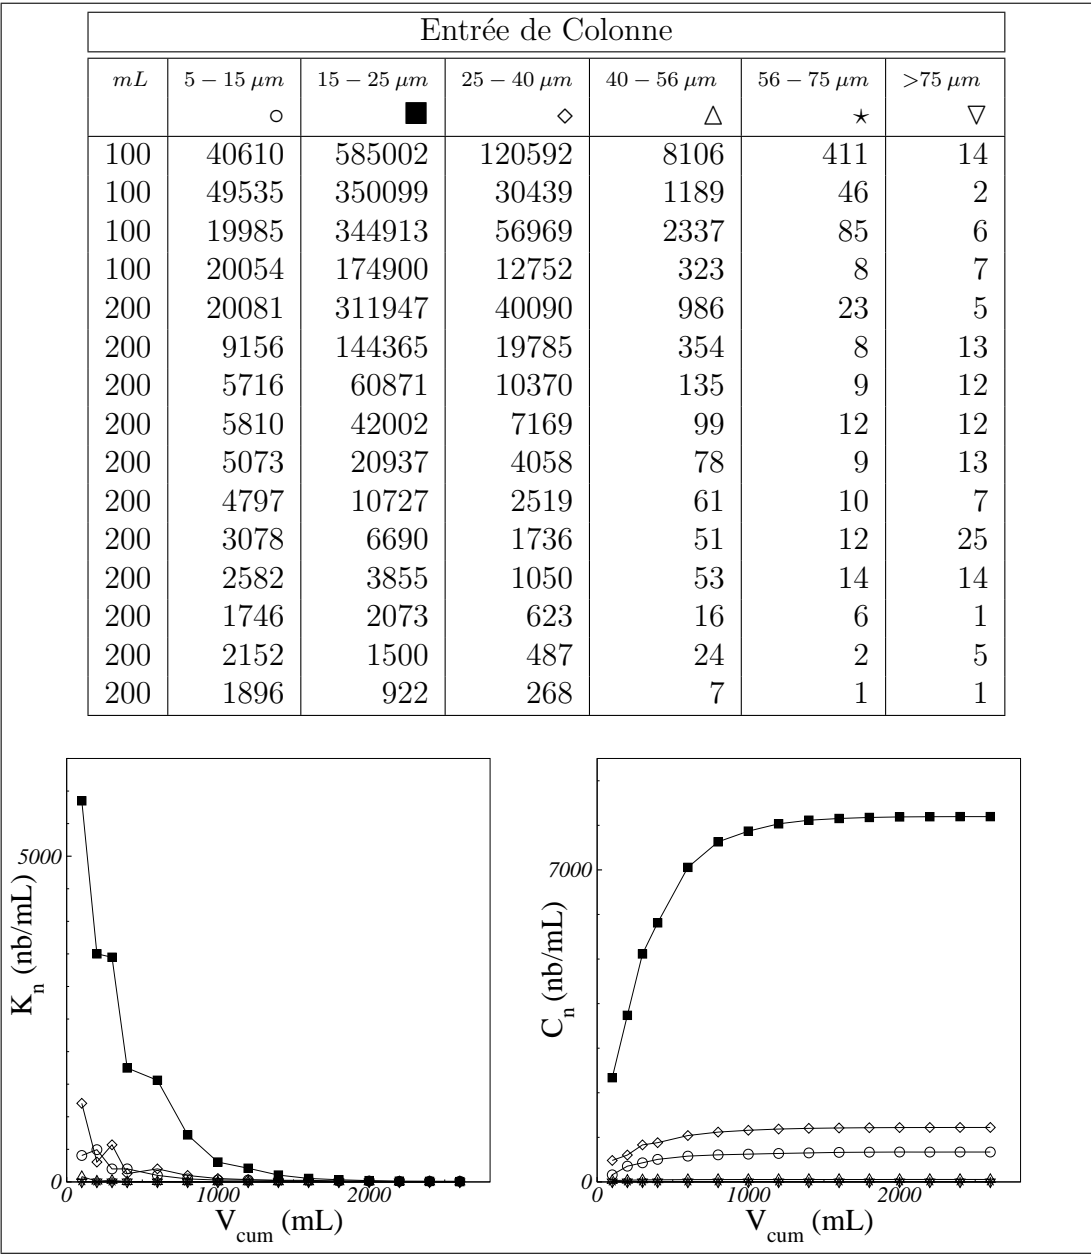 Entrée de Colonne
mL 5 – 15 μm 15 – 25 μm 25 – 40 μm 40 – 56 μm 56 – 75 μm >75 μm
○ ■ ◇ △ ⋆ ▽
100 40610 585002 120592 8106 411 14
100 49535 350099 30439 1189 46 2
100 19985 344913 56969 2337 85 6
100 20054 174900 12752 323 8 7
200 20081 311947 40090 986 23 5
200 9156 144365 19785 354 8 13
200 5716 60871 10370 135 9 12
200 5810 42002 7169 99 12 12
200 5073 20937 4058 78 9 13
200 4797 10727 2519 61 10 7
200 3078 6690 1736 51 12 25
200 2582 3855 1050 53 14 14
200 1746 2073 623 16 6 1
200 2152 1500 487 24 2 5
200 1896 922 268 7 1 1
5000
0
0 1000 2000
K_n (nb/mL)
V_cum (mL)
7000
0
0 1000 2000
C_n (nb/mL)
V_cum (mL)